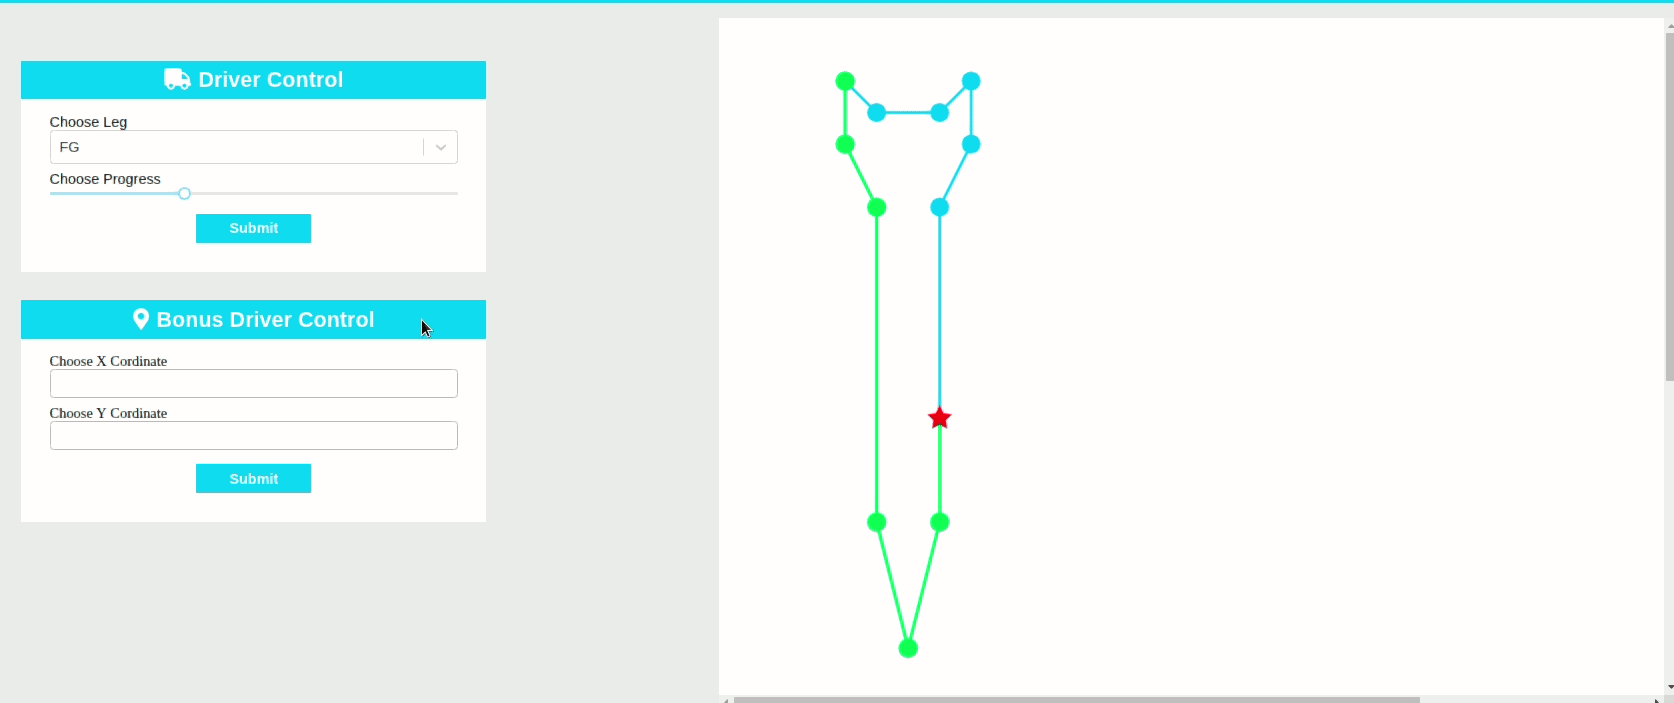 Driver Control
Choose Leg
FG
Choose Progress
Submit
Bonus Driver Control
Choose X Cordinate
Choose Y Cordinate
Submit